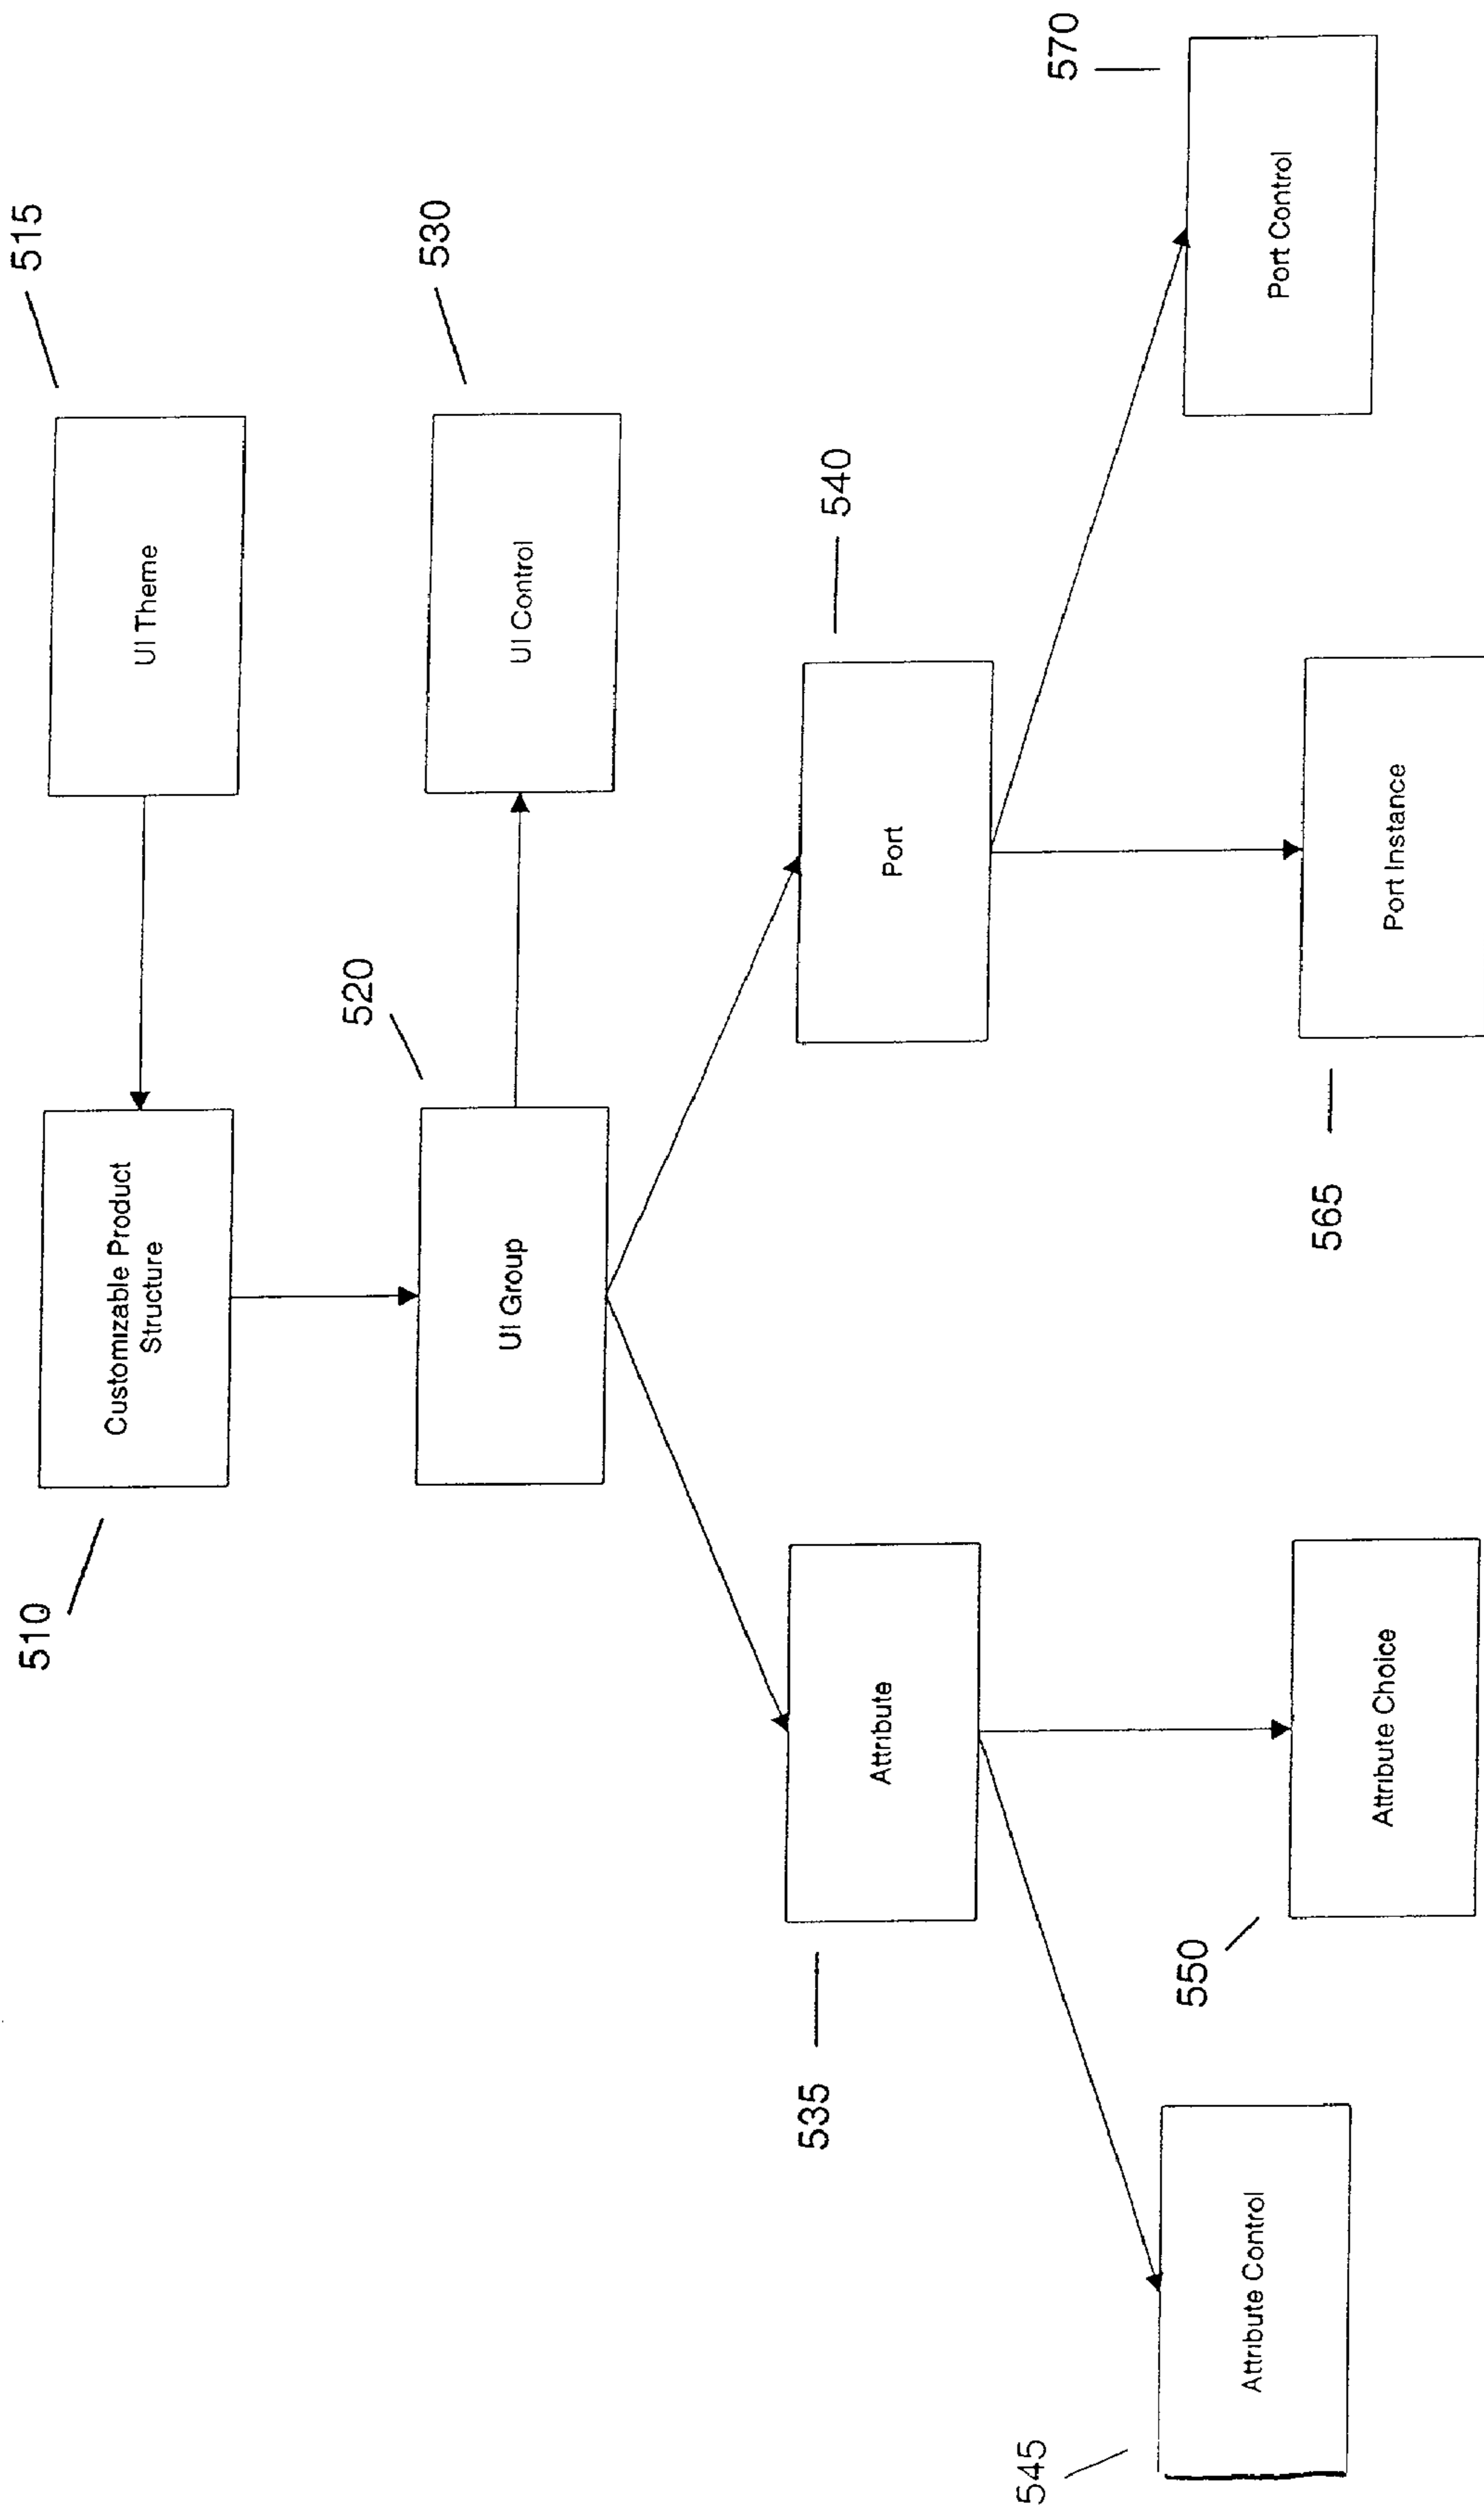 510
Customizable Product
Structure
515
UI Theme
520
UI Group
530
UI Control
535
Attribute
540
Port
545
Attribute Control
550
Attribute Choice
565
Port Instance
570
Port Control